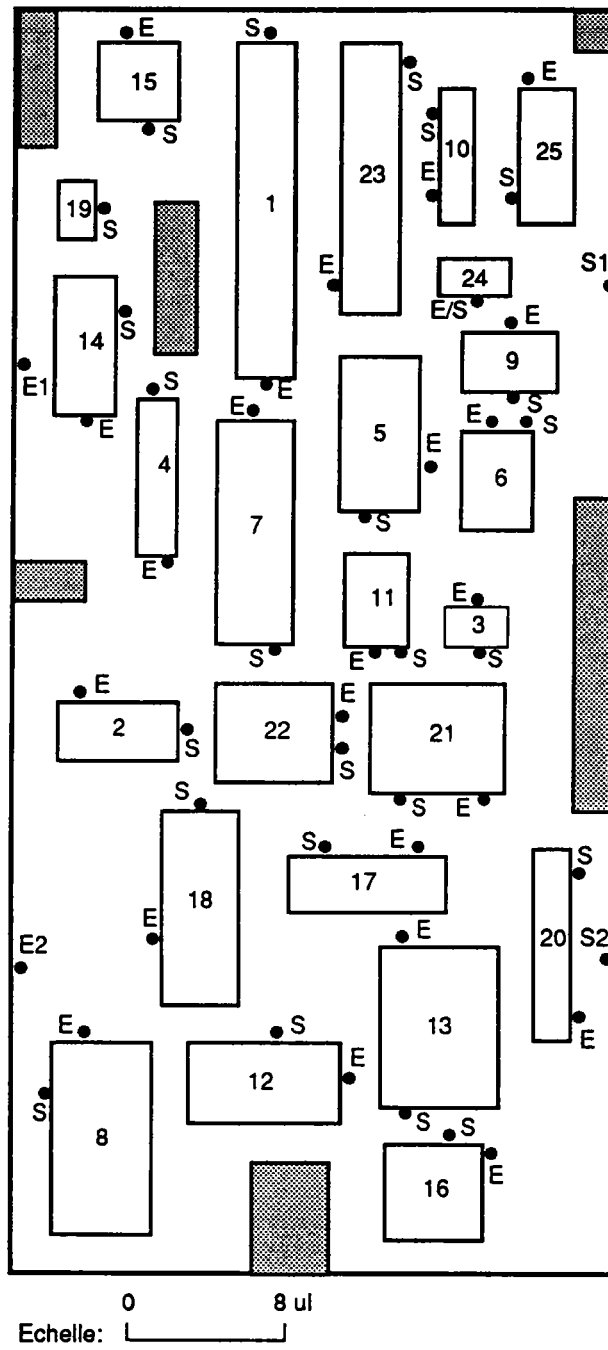 E S
15 S 23 S E
S 10 25
19 S 1 E S
E 24 S1
14 S E/S E
E1 S E E 9
E 4 5 E E S S
7 6
E S
11 E
S E S 3 S
E E
2 S 22 S 21
S S E
S E S
18 17
E E 20 S2
E2
E S 13
12 E E
S 8 S S
16 E
0 8 ul
Echelle: